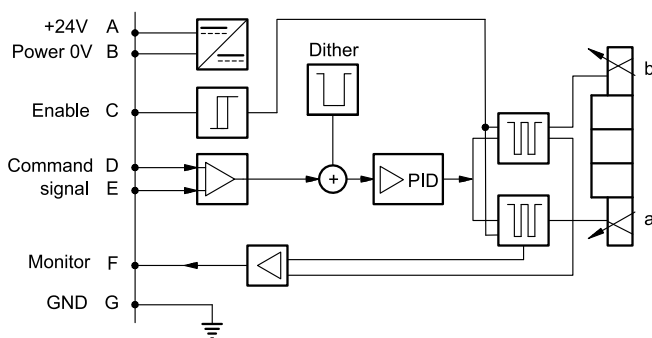 +24V A
Power 0V B
Dither
b
Enable C
Command D
signal E
PID
a
Monitor F
GND G